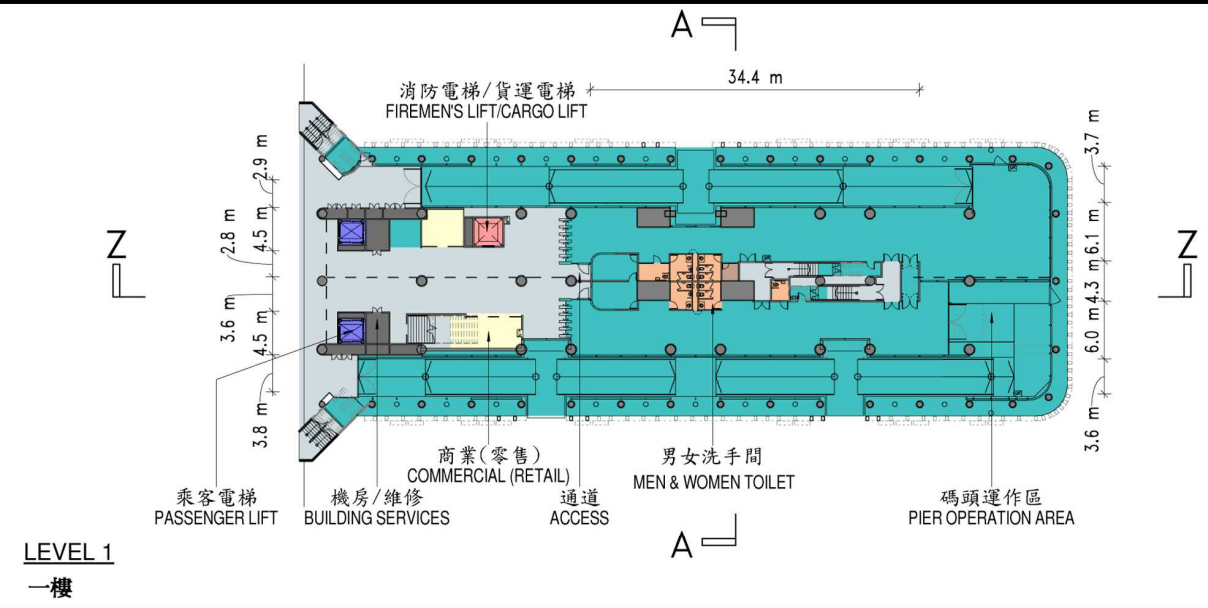 A
34.4 m
消防電梯/貨運電梯
FIREMEN'S LIFT/CARGO LIFT
2.9 m
3.7 m
2.8 m
4.5 m
6.1 m
Z
Z
4.3 m
3.6 m
4.5 m
6.0 m
3.8 m
3.6 m
商業(零售)
COMMERCIAL (RETAIL)
男女洗手間
MEN & WOMEN TOILET
乘客電梯
PASSENGER LIFT
機房/維修
BUILDING SERVICES
通道
ACCESS
碼頭運作區
PIER OPERATION AREA
A
LEVEL 1
一樓